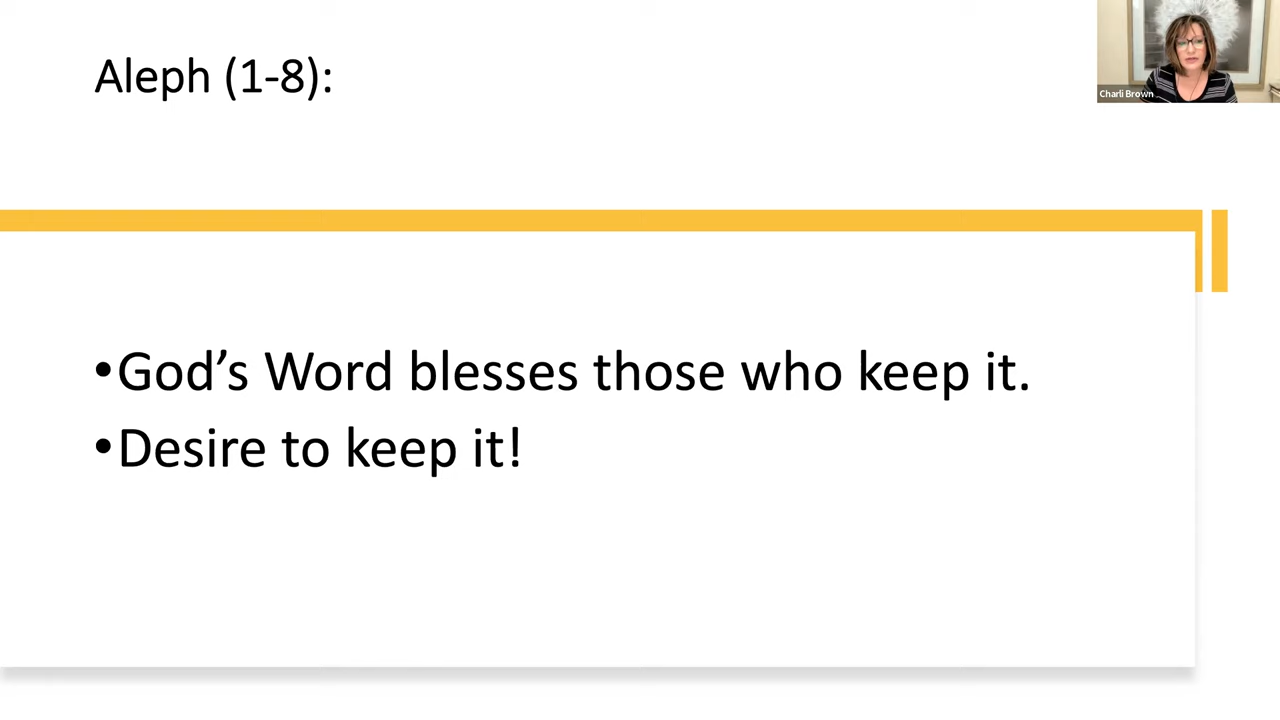 Aleph (1-8):
Charli Brown
•God’s Word blesses those who keep it.
•Desire to keep it!